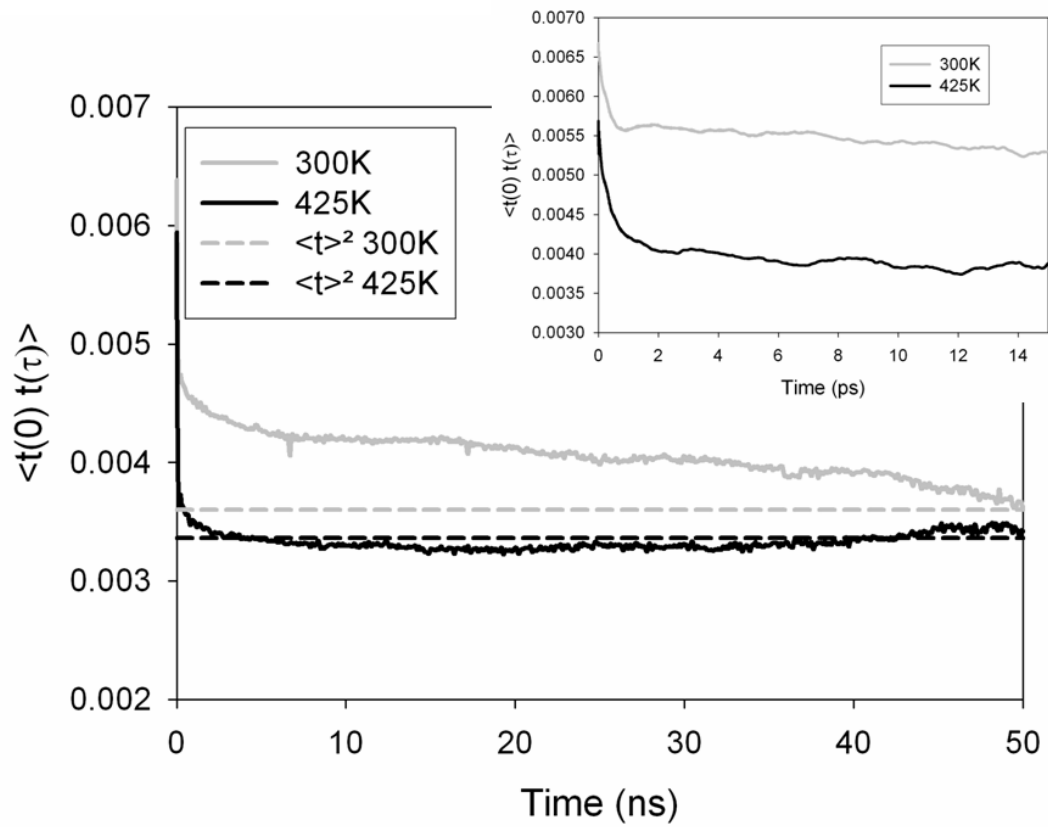 0.0070
0.0065
0.0060
0.0055
0.0050
0.0045
0.0040
0.0035
0.0030
<t(0) t(τ)>
300K
425K
0 2 4 6 8 10 12 14
Time (ps)
0.007
0.006
0.005
0.004
0.003
0.002
<t(0) t(τ)>
300K
425K
<t>² 300K
<t>² 425K
0 10 20 30 40 50
Time (ns)